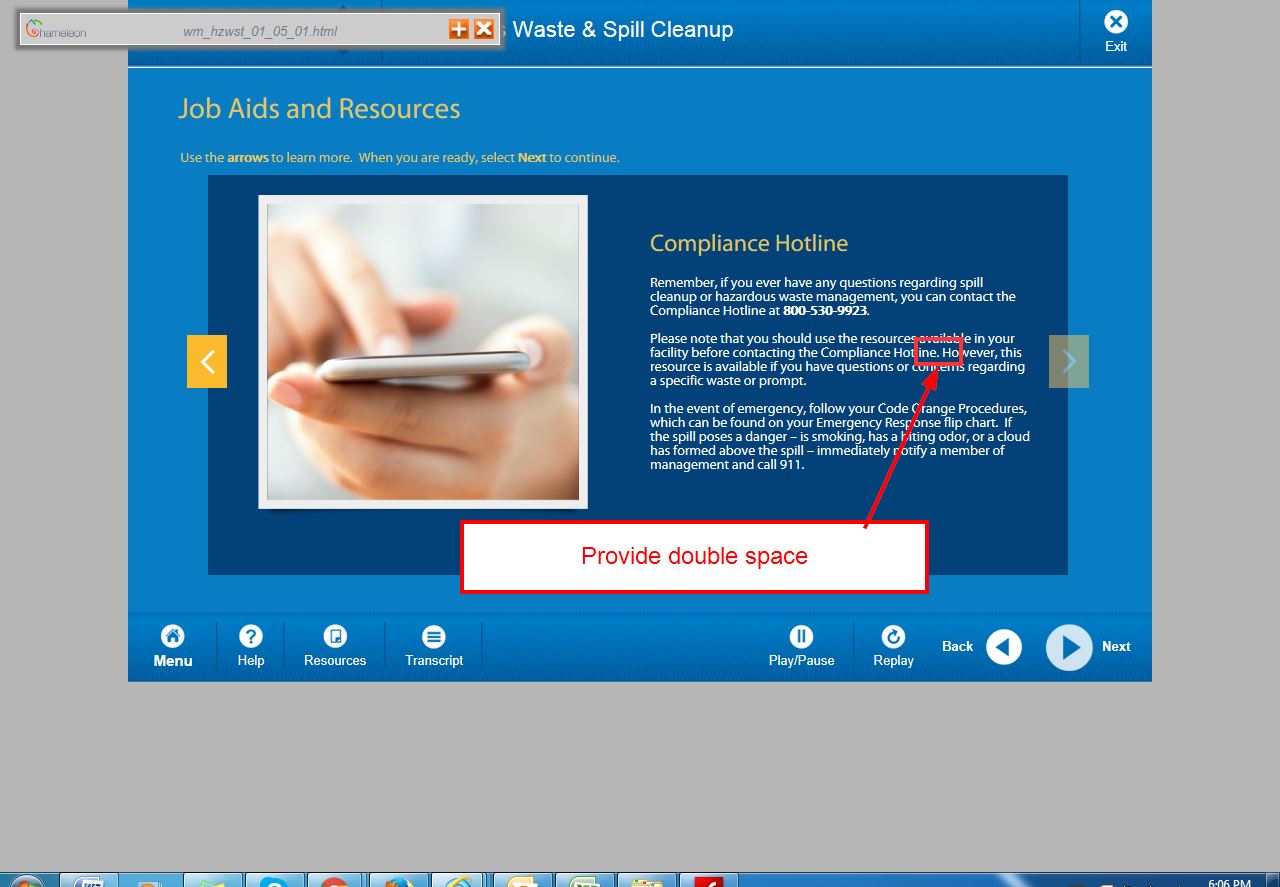 hameleon
wm_hzwst_01_05_01.html
Waste & Spill Cleanup
Exit
Job Aids and Resources
Use the arrows to learn more.  When you are ready, select Next to continue.
Compliance Hotline
Remember, if you ever have any questions regarding spill
cleanup or hazardous waste management, you can contact the
Compliance Hotline at 800-530-9923.
Please note that you should use the resources available in your
facility before contacting the Compliance Hotline. However, this
resource is available if you have questions or concerns regarding
a specific waste or prompt.
In the event of emergency, follow your Code Orange Procedures,
which can be found on your Emergency Response flip chart.  If
the spill poses a danger – is smoking, has a biting odor, or a cloud
has formed above the spill – immediately notify a member of
management and call 911.
Provide double space
Menu
Help
Resources
Transcript
Play/Pause
Replay
Back
Next
6:06 PM